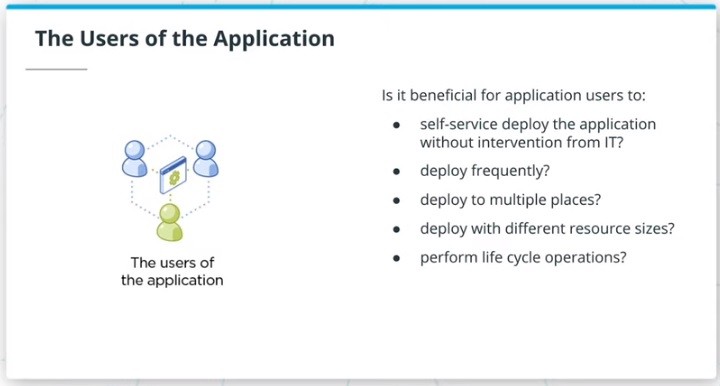 The Users of the Application
Is it beneficial for application users to:
● self-service deploy the application
without intervention from IT?
● deploy frequently?
● deploy to multiple places?
● deploy with different resource sizes?
● perform life cycle operations?
The users of
the application